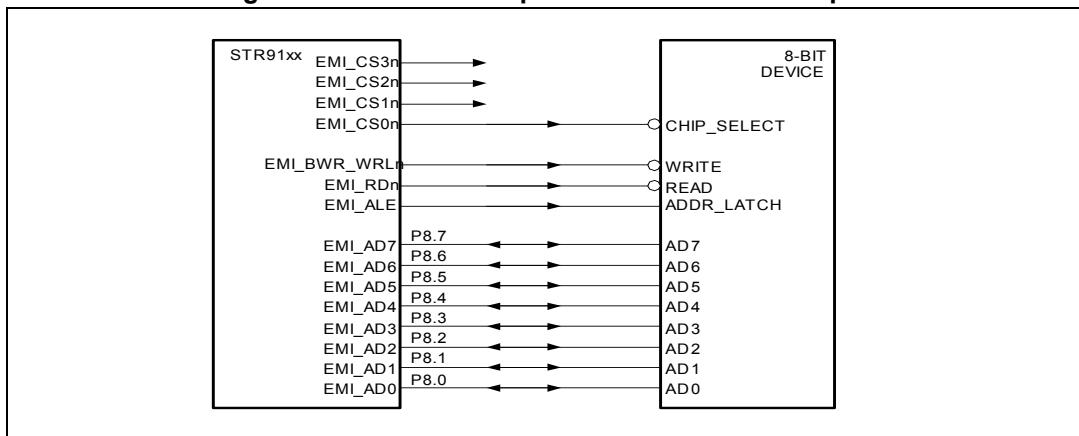 STR91xx
EMI_CS3n
EMI_CS2n
EMI_CS1n
EMI_CS0n
EMI_BWR_WRLn
EMI_RDn
EMI_ALE
EMI_AD7
EMI_AD6
EMI_AD5
EMI_AD4
EMI_AD3
EMI_AD2
EMI_AD1
EMI_AD0
P8.7
P8.6
P8.5
P8.4
P8.3
P8.2
P8.1
P8.0
8-BIT
DEVICE
CHIP_SELECT
WRITE
READ
ADDR_LATCH
AD7
AD6
AD5
AD4
AD3
AD2
AD1
AD0